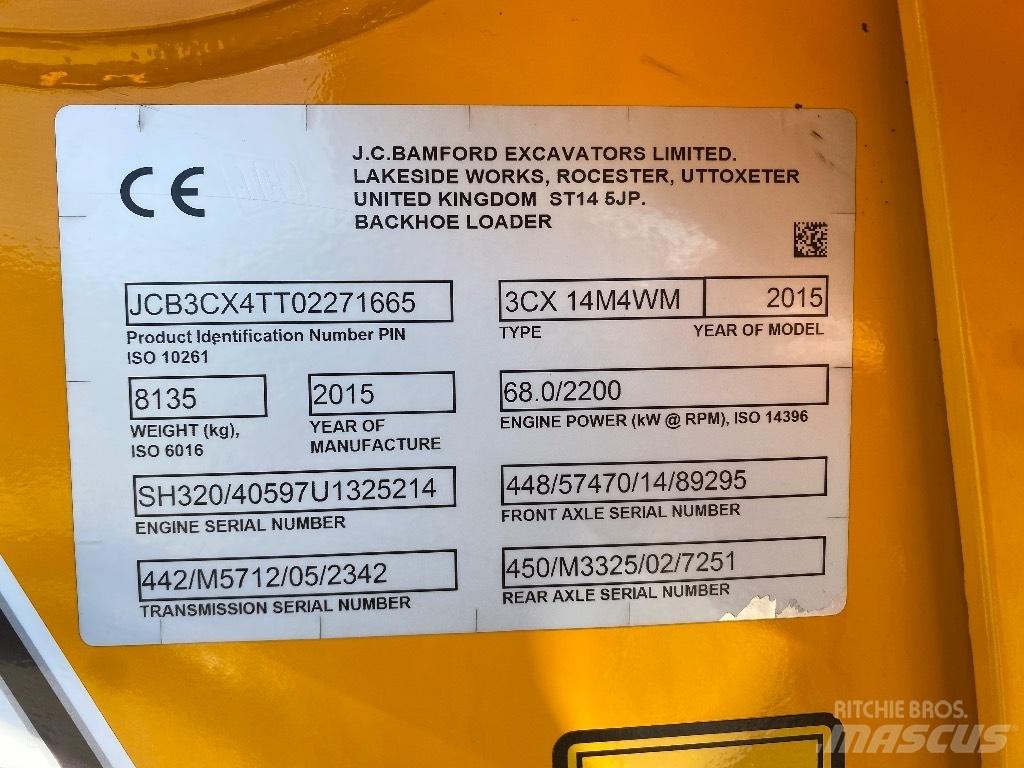 CE
J.C.BAMFORD EXCAVATORS LIMITED.
LAKESIDE WORKS, ROCESTER, UTTOXETER
UNITED KINGDOM ST14 5JP.
BACKHOE LOADER
JCB3CX4TT02271665
Product Identification Number PIN
ISO 10261
3CX 14M4WM 2015
TYPE YEAR OF MODEL
8135
WEIGHT (kg),
ISO 6016
2015
YEAR OF
MANUFACTURE
68.0/2200
ENGINE POWER (kW @ RPM), ISO 14396
SH320/40597U1325214
ENGINE SERIAL NUMBER
448/57470/14/89295
FRONT AXLE SERIAL NUMBER
442/M5712/05/2342
TRANSMISSION SERIAL NUMBER
450/M3325/02/7251
REAR AXLE SERIAL NUMBER
RITCHIE BROS.
MASCUS